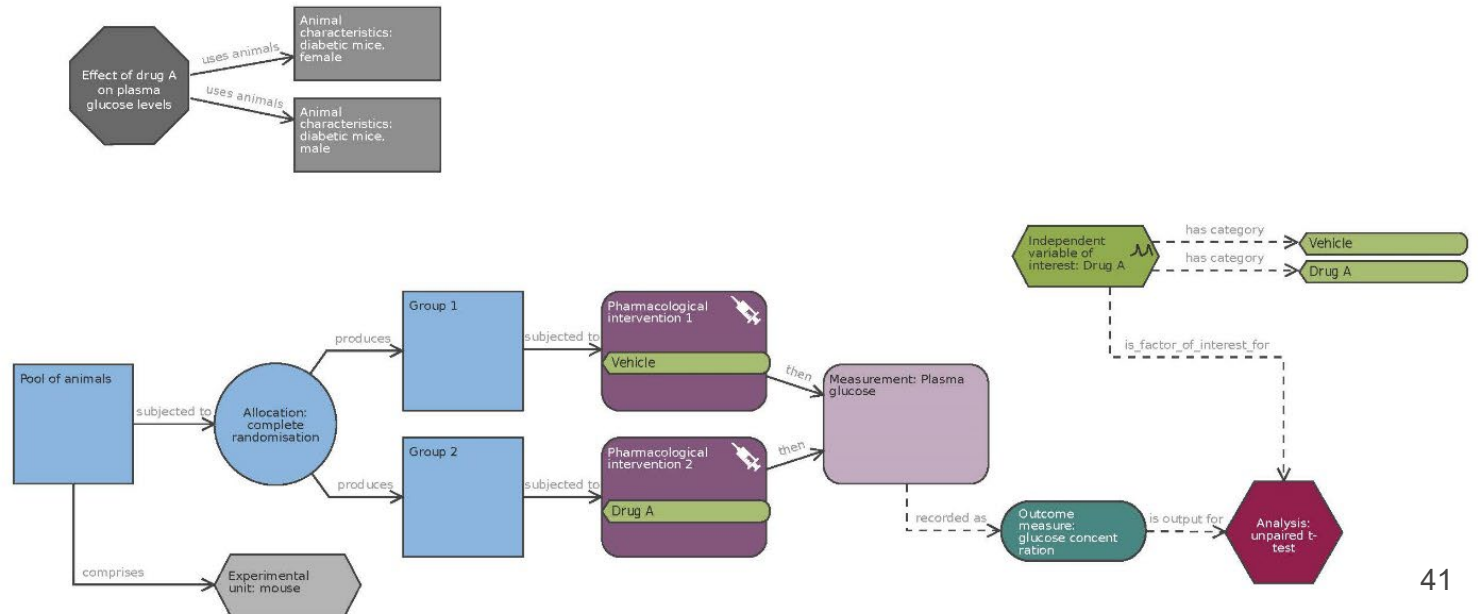 Effect of drug A
on plasma
glucose levels
uses animals
uses animals
Animal
characteristics:
diabetic mice.
female
Animal
characteristics:
diabetic mice.
male
Independent
variable of
interest: Drug A
has category
has category
Vehicle
Drug A
is_factor_of_interest_for
Pool of animals
subjected to
Allocation:
complete
randomisation
produces
produces
Group 1
Group 2
subjected to
subjected to
Pharmacological
intervention 1
Vehicle
Pharmacological
intervention 2
Drug A
then
then
Measurement: Plasma
glucose
recorded as
Outcome
measure:
glucose concent
ration
is output for
Analysis:
unpaired t-
test
comprises
Experimental
unit: mouse
41